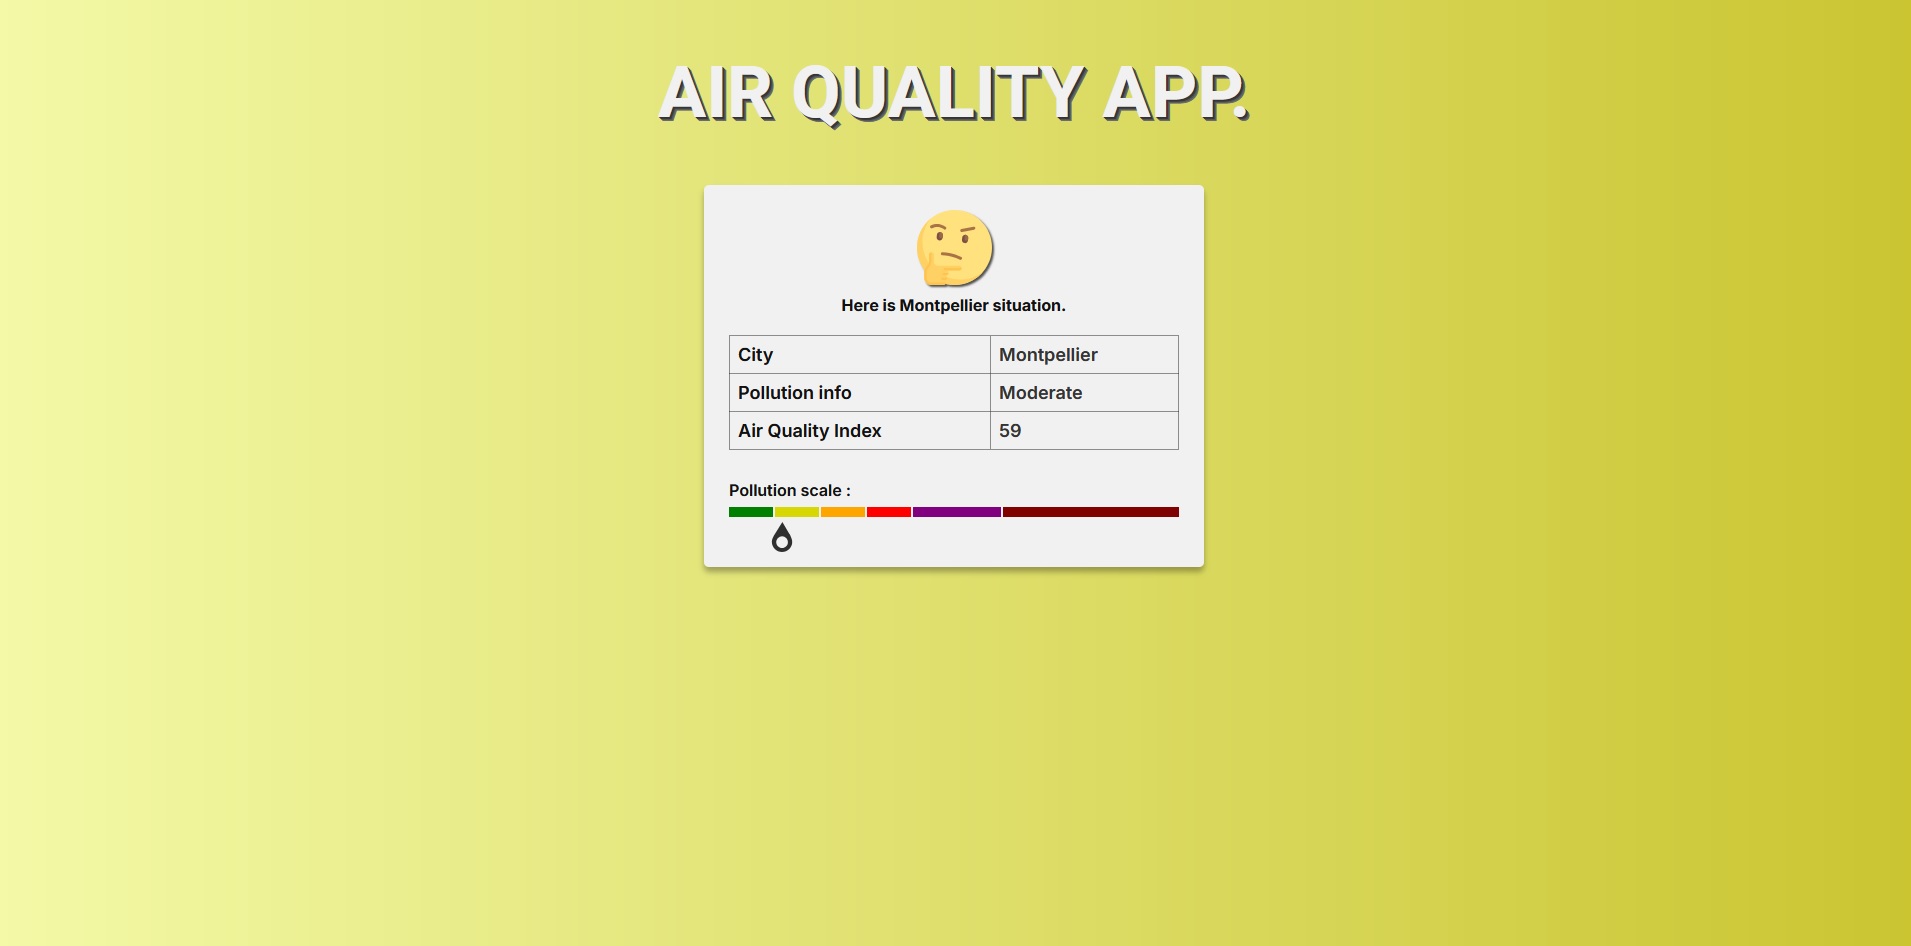 AIR QUALITY APP.
Here is Montpellier situation.
City Montpellier
Pollution info Moderate
Air Quality Index 59
Pollution scale :